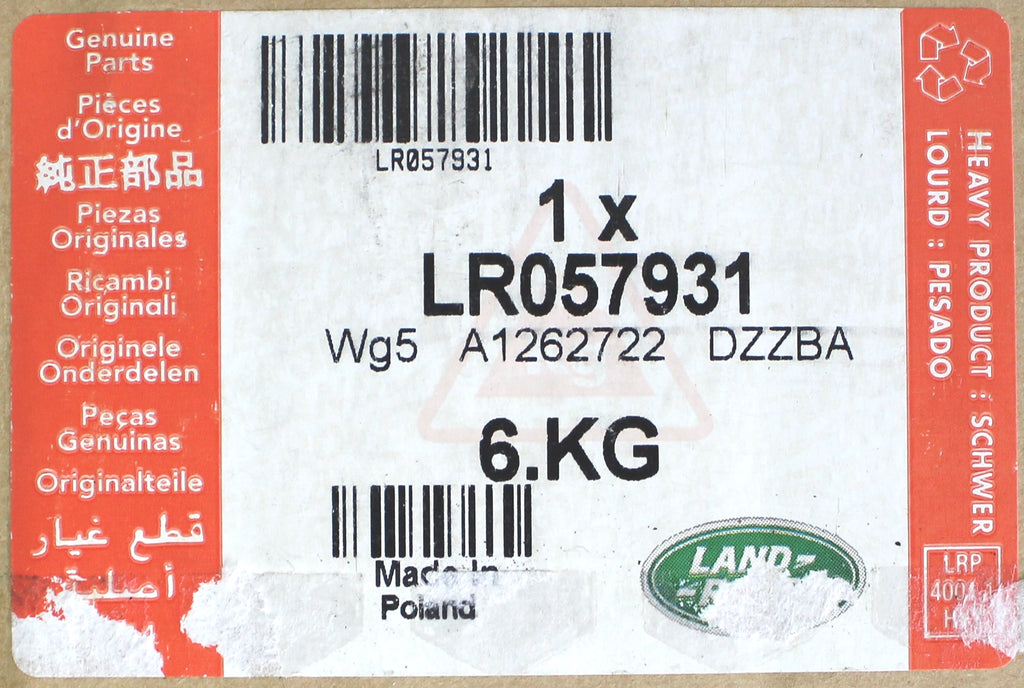 Genuine
Parts
Pièces
d'Origine
純正部品
Piezas
Originales
Ricambi
Originali
Originele
Onderdelen
Peças
Genuinas
Originalteile
قطع غيار
أصلية
LR057931
1 x
LR057931
Wg5 A1262722 DZZBA
6.KG
Made In
Poland
LAND-
HEAVY PRODUCT : SCHWER
LOURD : PESADO
LRP